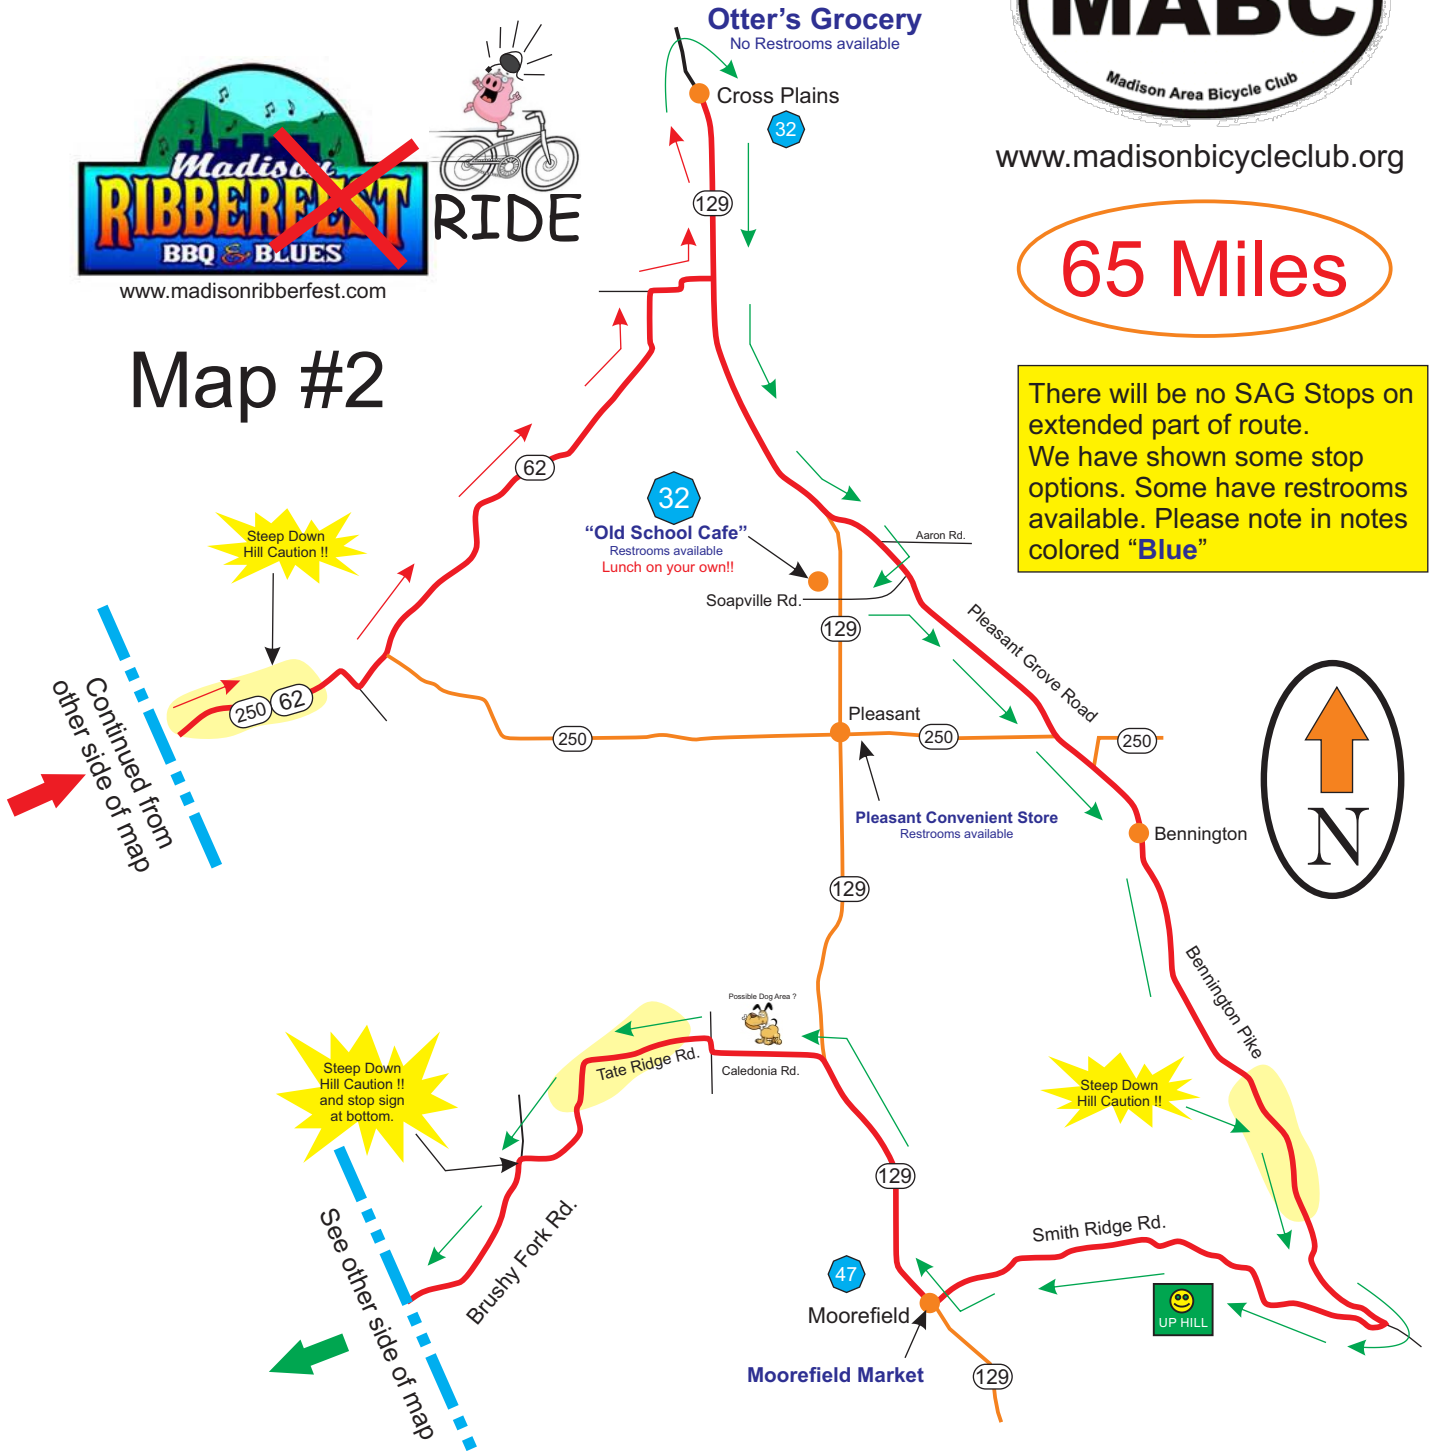 Otter's Grocery
No Restrooms available
Cross Plains
32
MABC
Madison Area Bicycle Club
www.madisonbicycleclub.org
Madison
RIBBERFEST
BBQ & BLUES
www.madisonribberfest.com
RIDE
129
65 Miles
Map #2
There will be no SAG Stops on
extended part of route.
We have shown some stop
options. Some have restrooms
available. Please note in notes
colored “Blue”
62
32
“Old School Cafe”
Restrooms available
Lunch on your own!!
Steep Down
Hill Caution !!
Aaron Rd.
Soapville Rd.
129
Pleasant Grove Road
Continued from
other side of map
250
62
250
Pleasant
250
250
Pleasant Convenient Store
Restrooms available
Bennington
N
129
Bennington Pike
Possible Dog Area ?
Tate Ridge Rd.
Caledonia Rd.
Steep Down
Hill Caution !!
and stop sign
at bottom.
Steep Down
Hill Caution !!
129
Smith Ridge Rd.
Brushy Fork Rd.
See other side of map
47
Moorefield
UP HILL
Moorefield Market
129